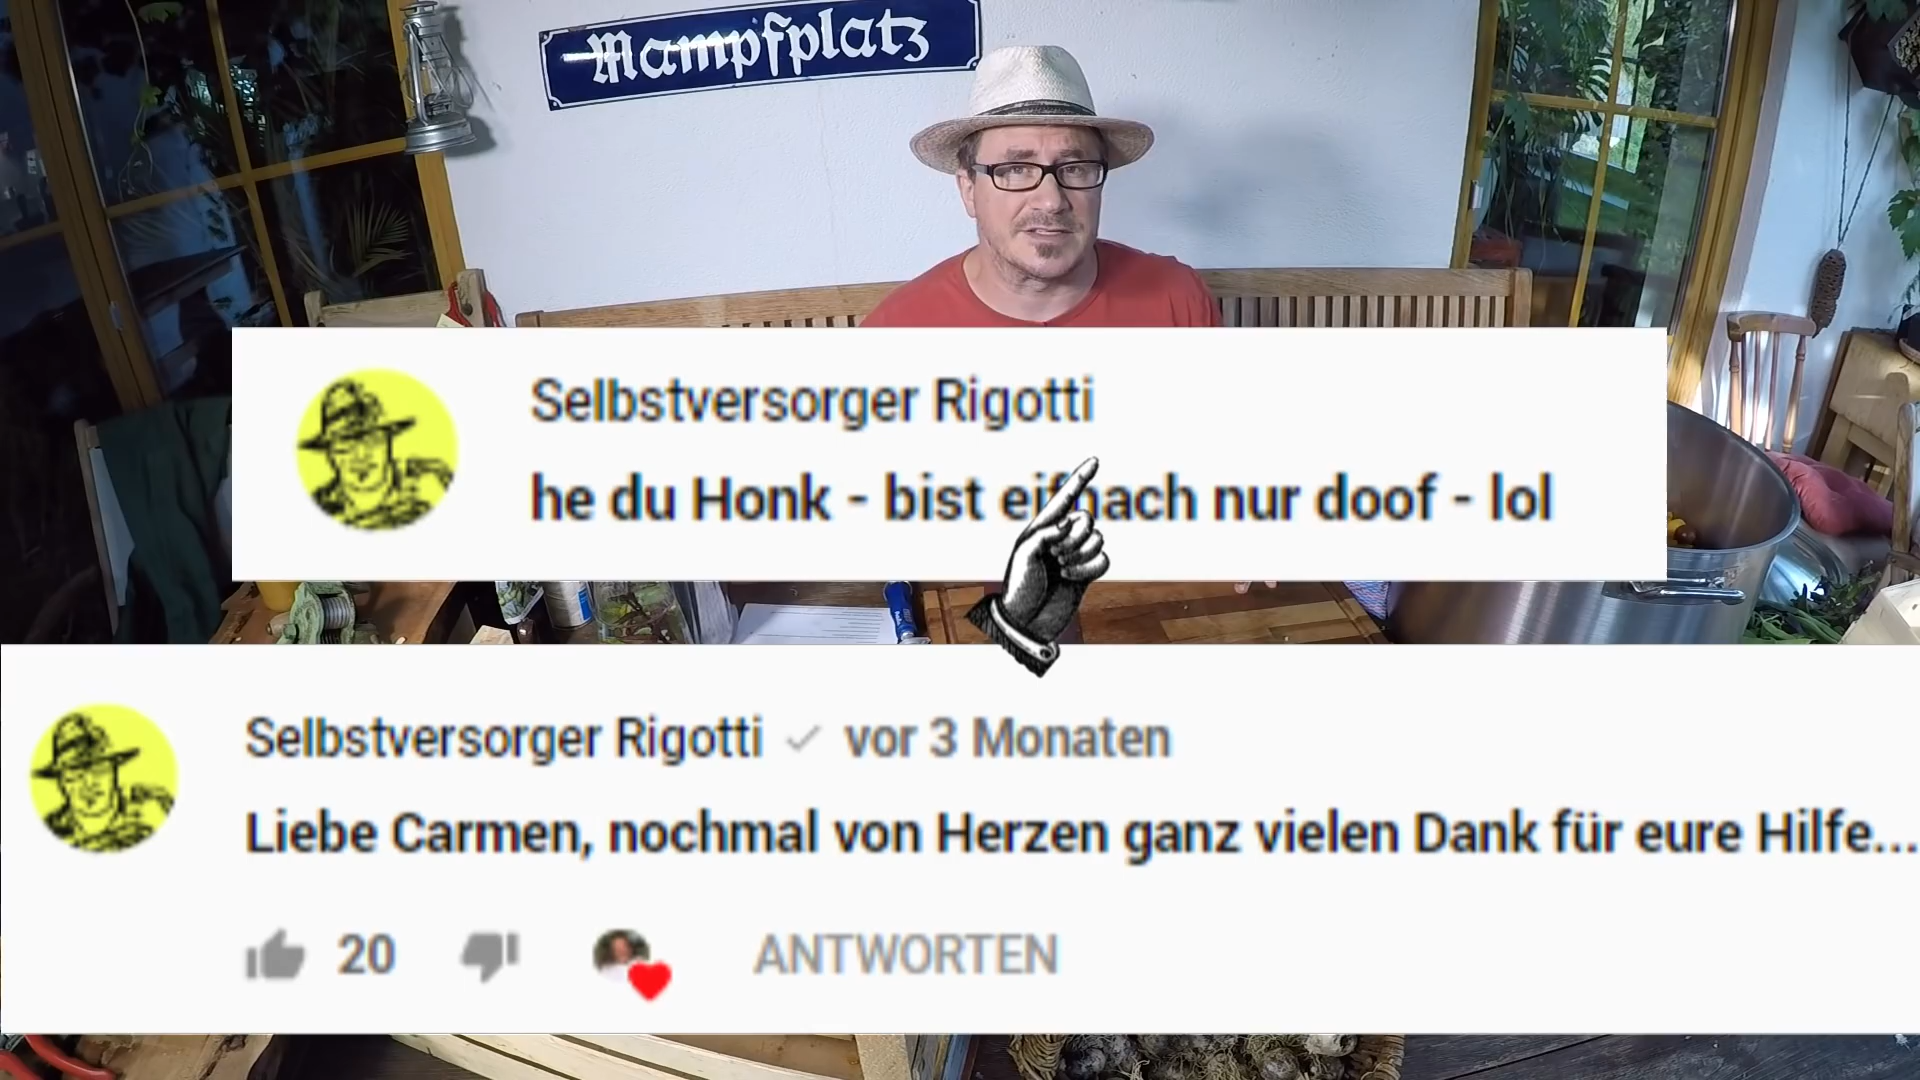 Mampfplatz
Selbstversorger Rigotti
he du Honk - bist eifnach nur doof - lol
Selbstversorger Rigotti ✓ vor 3 Monaten
Liebe Carmen, nochmal von Herzen ganz vielen Dank für eure Hilfe...
20 ANTWORTEN